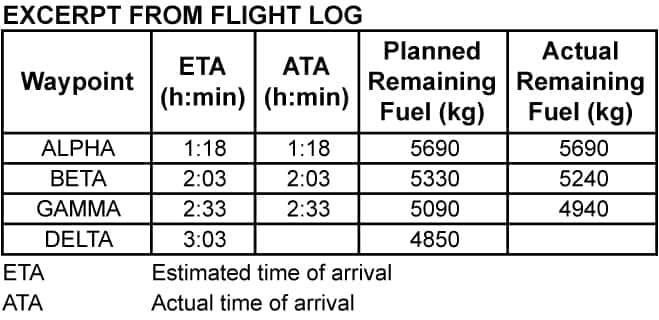 EXCERPT FROM FLIGHT LOG
Waypoint ETA (h:min) ATA (h:min) Planned Remaining Fuel (kg) Actual Remaining Fuel (kg)
ALPHA 1:18 1:18 5690 5690
BETA 2:03 2:03 5330 5240
GAMMA 2:33 2:33 5090 4940
DELTA 3:03 4850
ETA Estimated time of arrival
ATA Actual time of arrival